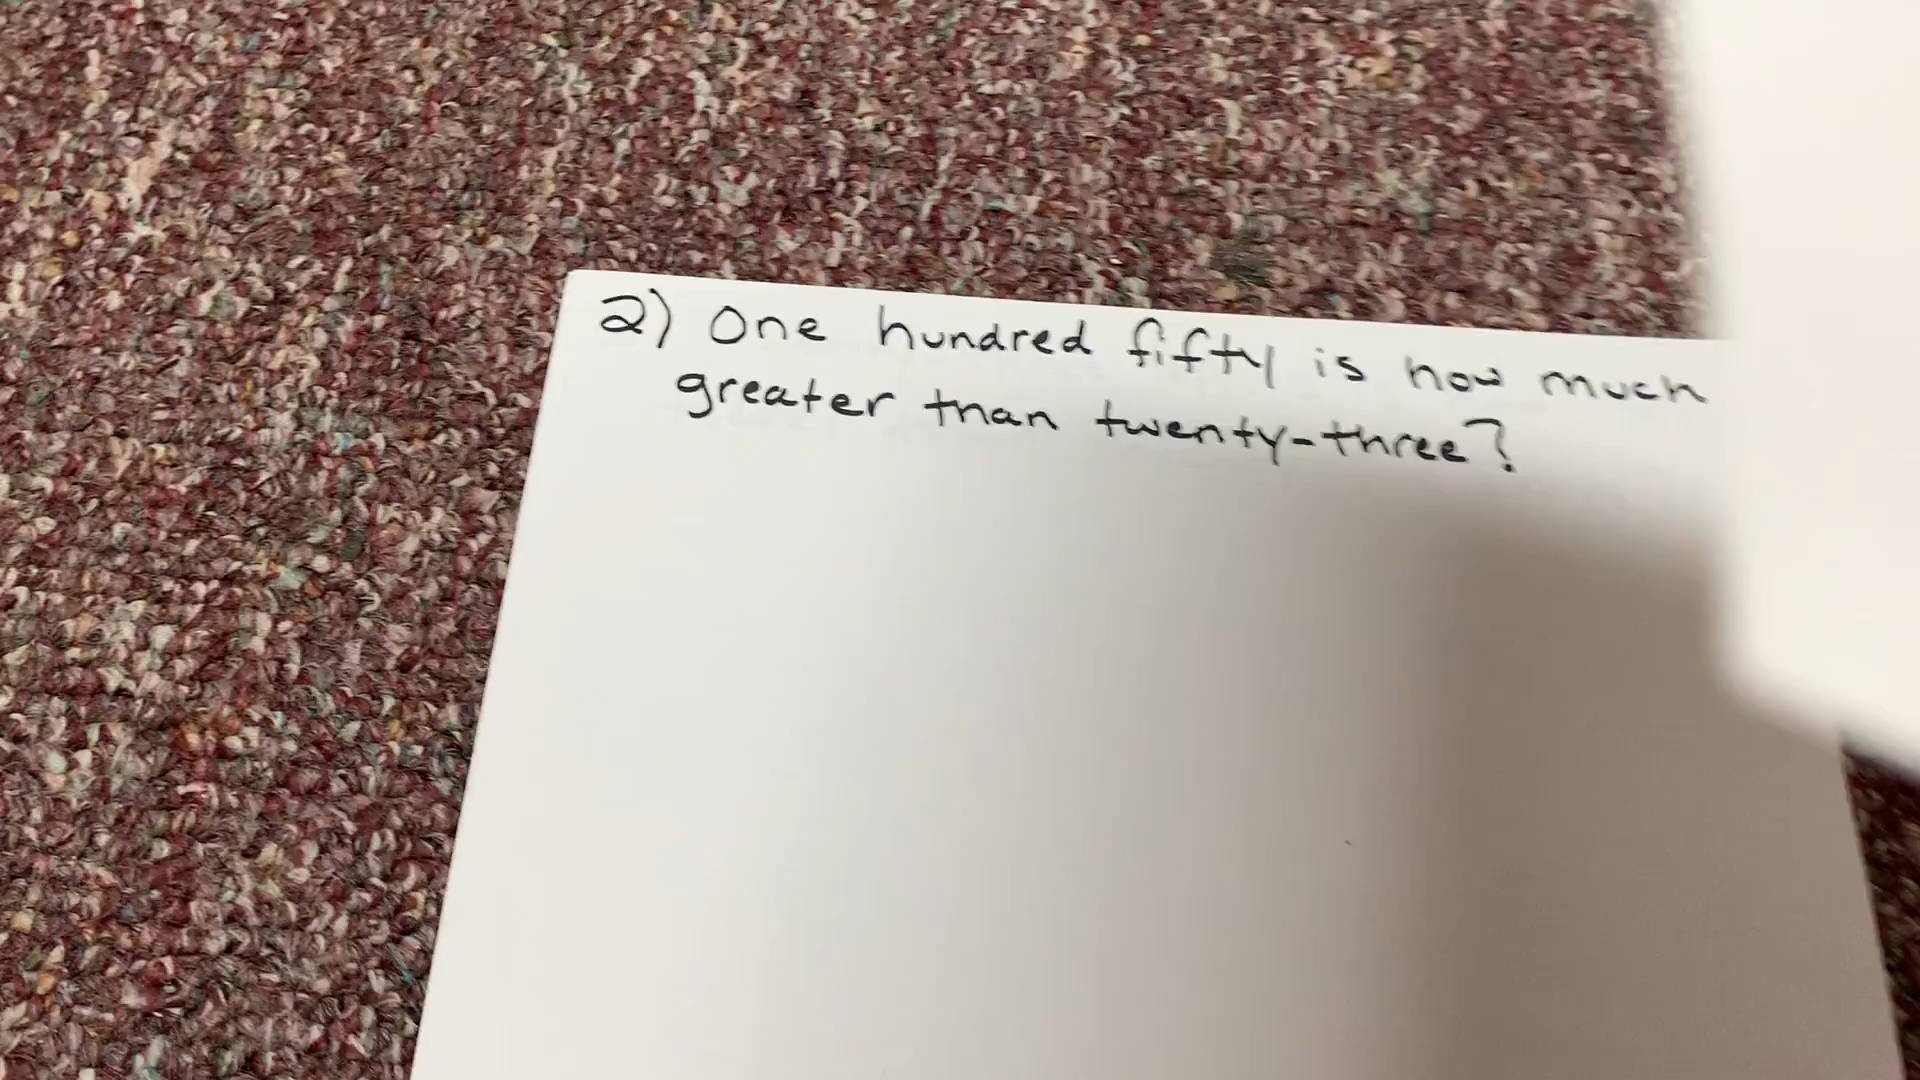 2) One hundred fifty is how much
greater than twenty-three?